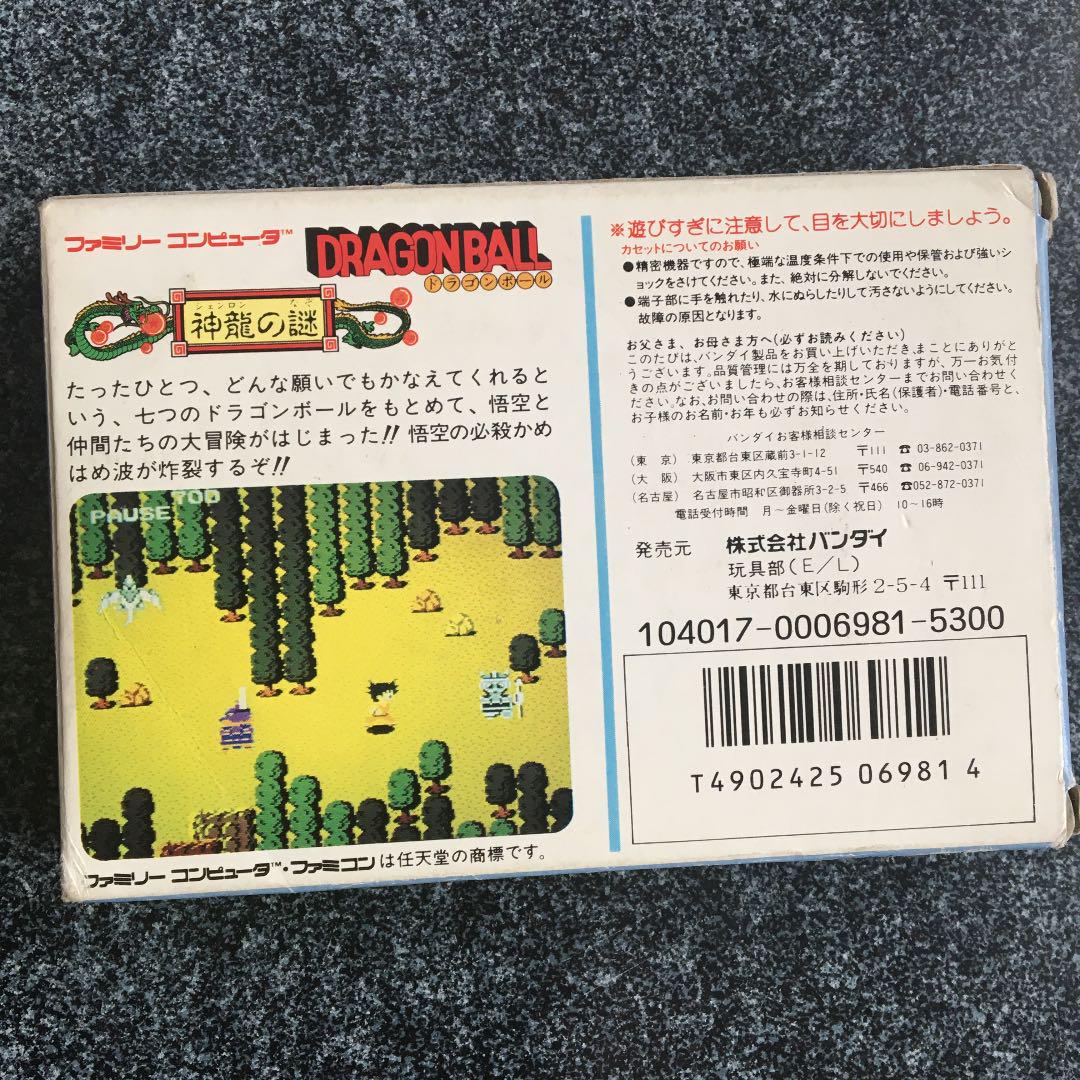 ファミリー コンピュータ™
DRAGONBALL
ドラゴンボール
シェンロン なぞ
神龍の謎
たったひとつ、どんな願いでもかなえてくれると
いう、七つのドラゴンボールをもとめて、悟空と
仲間たちの大冒険がはじまった!! 悟空の必殺かめ
はめ波が炸裂するぞ!!
PAUSE
ファミリー コンピュータ™・ファミコンは任天堂の商標です。
※遊びすぎに注意して、目を大切にしましょう。
カセットについてのお願い
●精密機器ですので、極端な温度条件下での使用や保管および強いシ
ョックをさけてください。また、絶対に分解しないでください。
●端子部に手を触れたり、水にぬらしたりして汚さないようにしてください。
故障の原因となります。
お父さま、お母さま方へ(必ずお読みください)
このたびは、バンダイ製品をお買い上げいただき、まことにありがと
うございます。品質管理には万全を期しておりますが、万一お気付
きの点がございましたら、お客様相談センターまでお問い合わせく
ださい。なお、お問い合わせの際は、住所・氏名(保護者)・電話番号と、
お子様のお名前・お年も必ずお知らせください。
バンダイお客様相談センター
(東 京) 東京都台東区蔵前3-1-12 〒111 ☎ 03-862-0371
(大 阪) 大阪市東区内久宝寺町4-51 〒540 ☎ 06-942-0371
(名古屋) 名古屋市昭和区御器所3-2-5 〒466 ☎052-872-0371
電話受付時間 月〜金曜日(除く祝日) 10〜16時
発売元 株式会社バンダイ
玩具部(E/L)
東京都台東区駒形2-5-4 〒111
104017-0006981-5300
T4902425 06981 4